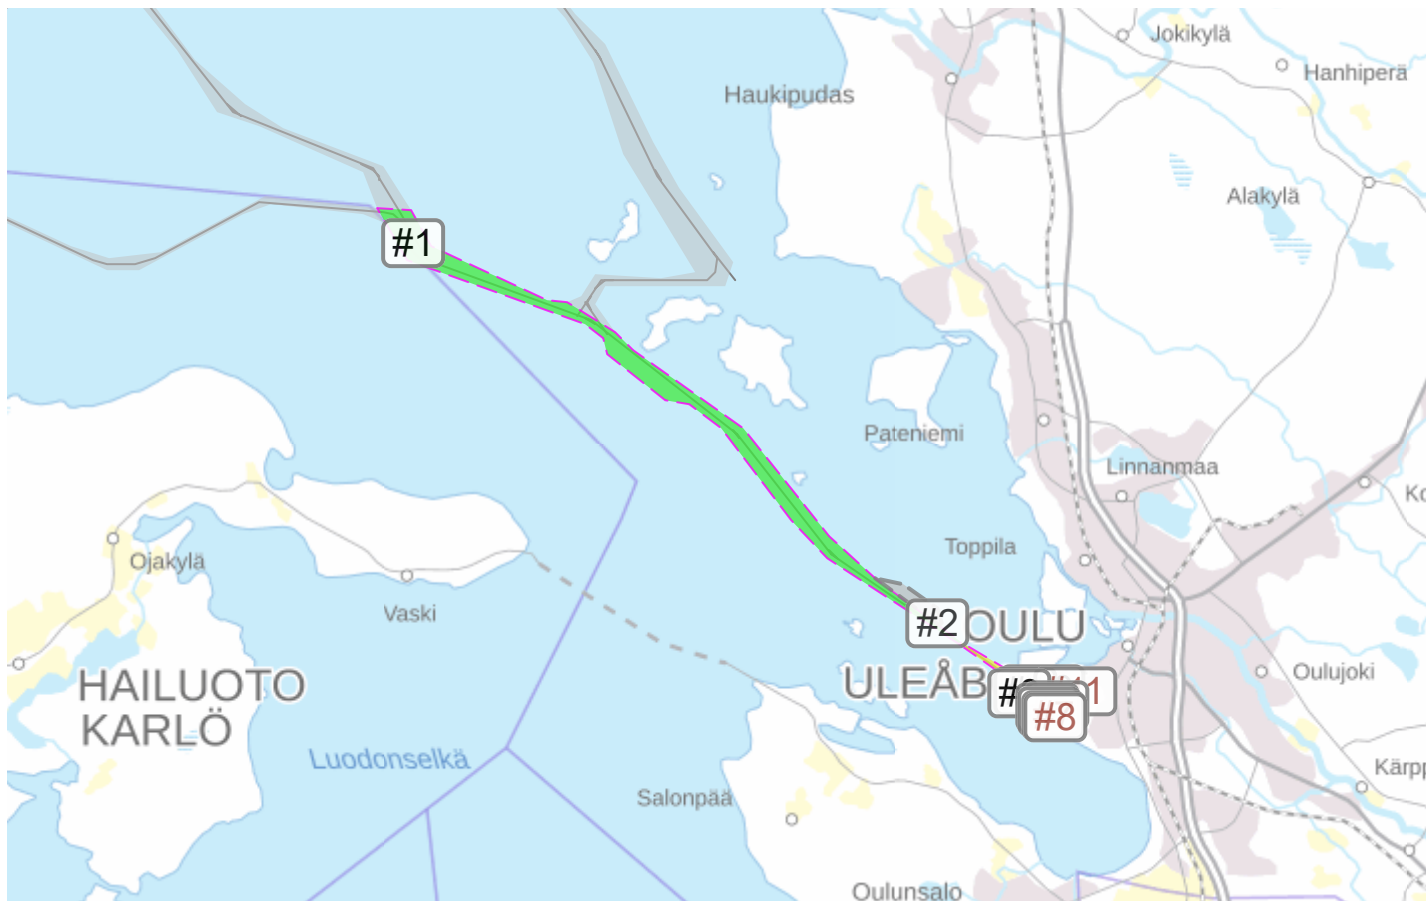 Jokikylä
Hanhiperä
Haukipudas
Alakylä
#1
Pateniemi
Linnanmaa
Toppila
Ojakylä
Vaski
#2
OULU
Oulujoki
ULEÅB
#8
HAILUOTO
KARLÖ
Luodonselkä
Salonpää
Kärpp
Oulunsalo